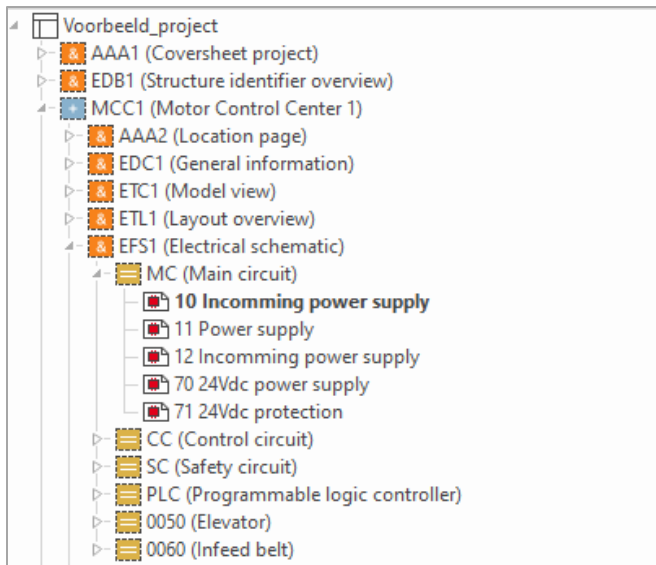 Voorbeeld_project
& AAA1 (Coversheet project)
& EDB1 (Structure identifier overview)
+ MCC1 (Motor Control Center 1)
& AAA2 (Location page)
& EDC1 (General information)
& ETC1 (Model view)
& ETL1 (Layout overview)
& EFS1 (Electrical schematic)
= MC (Main circuit)
10 Incomming power supply
11 Power supply
12 Incomming power supply
70 24Vdc power supply
71 24Vdc protection
= CC (Control circuit)
= SC (Safety circuit)
= PLC (Programmable logic controller)
= 0050 (Elevator)
= 0060 (Infeed belt)